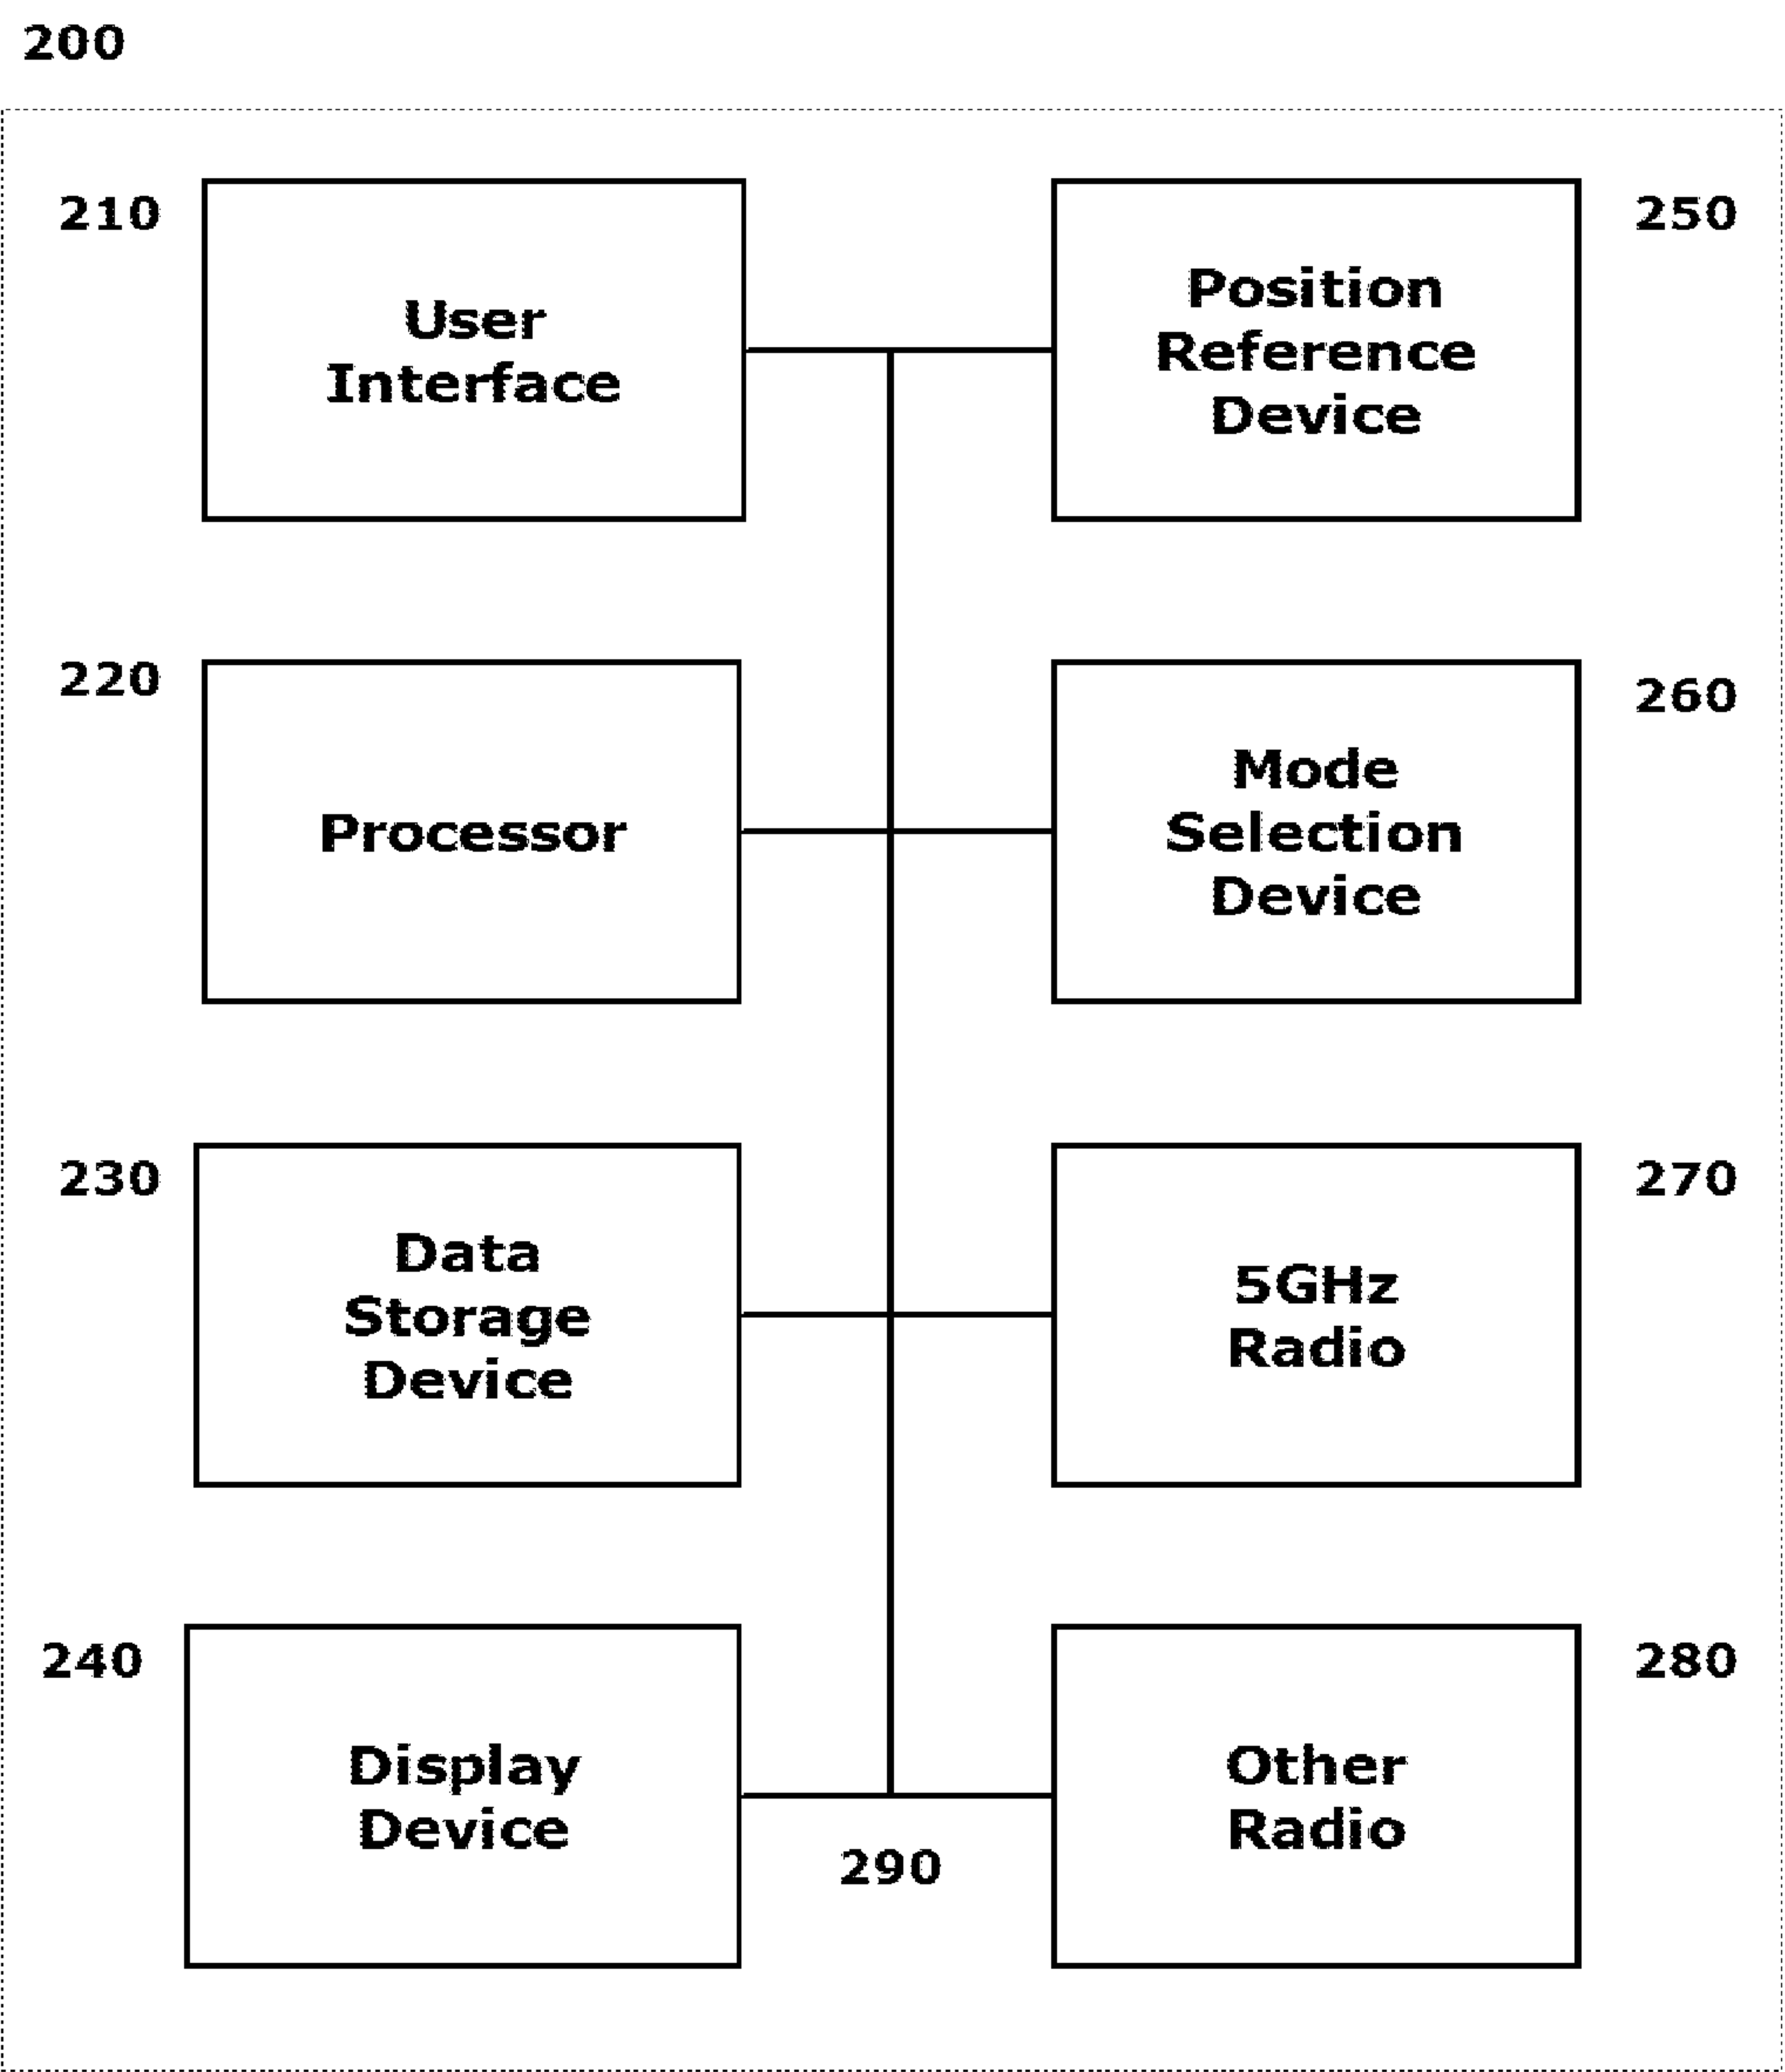 200
210
User
Interface
250
Position
Reference
Device
220
Processor
260
Mode
Selection
Device
230
Data
Storage
Device
270
5GHz
Radio
240
Display
Device
280
Other
Radio
290